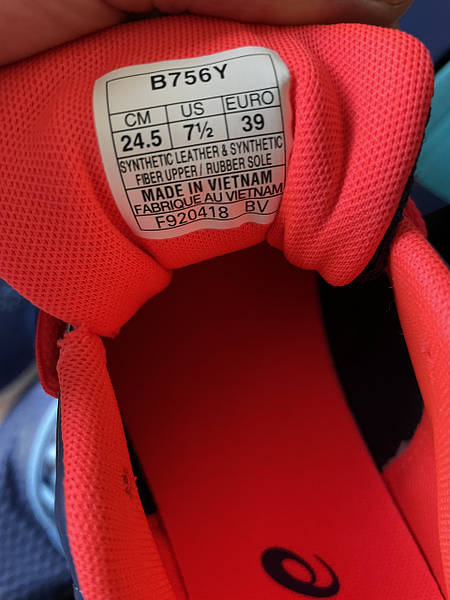 B756Y
CM US EURO
24.5 7½ 39
SYNTHETIC LEATHER & SYNTHETIC
FIBER UPPER / RUBBER SOLE
MADE IN VIETNAM
FABRIQUE AU VIETNAM
F920418 BV